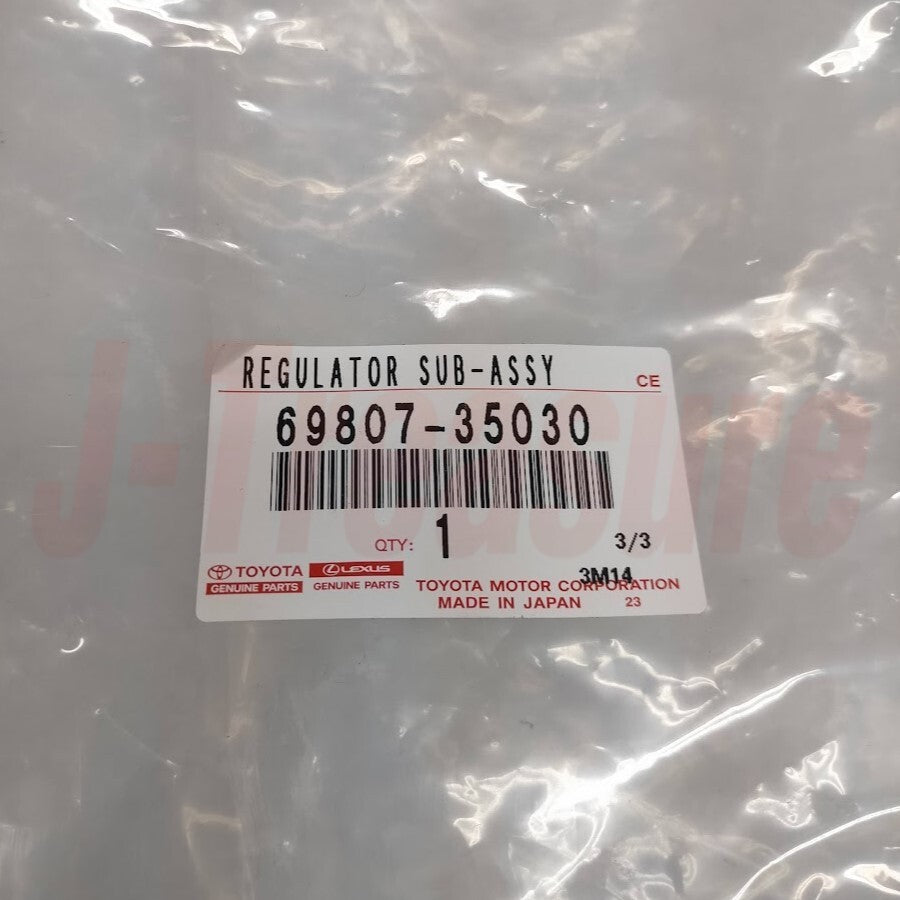 REGULATOR SUB-ASSY
CE
69807-35030
QTY: 1
3/3
TOYOTA
GENUINE PARTS
LEXUS
GENUINE PARTS
3M14
TOYOTA MOTOR CORPORATION
MADE IN JAPAN 23
J-Treasure